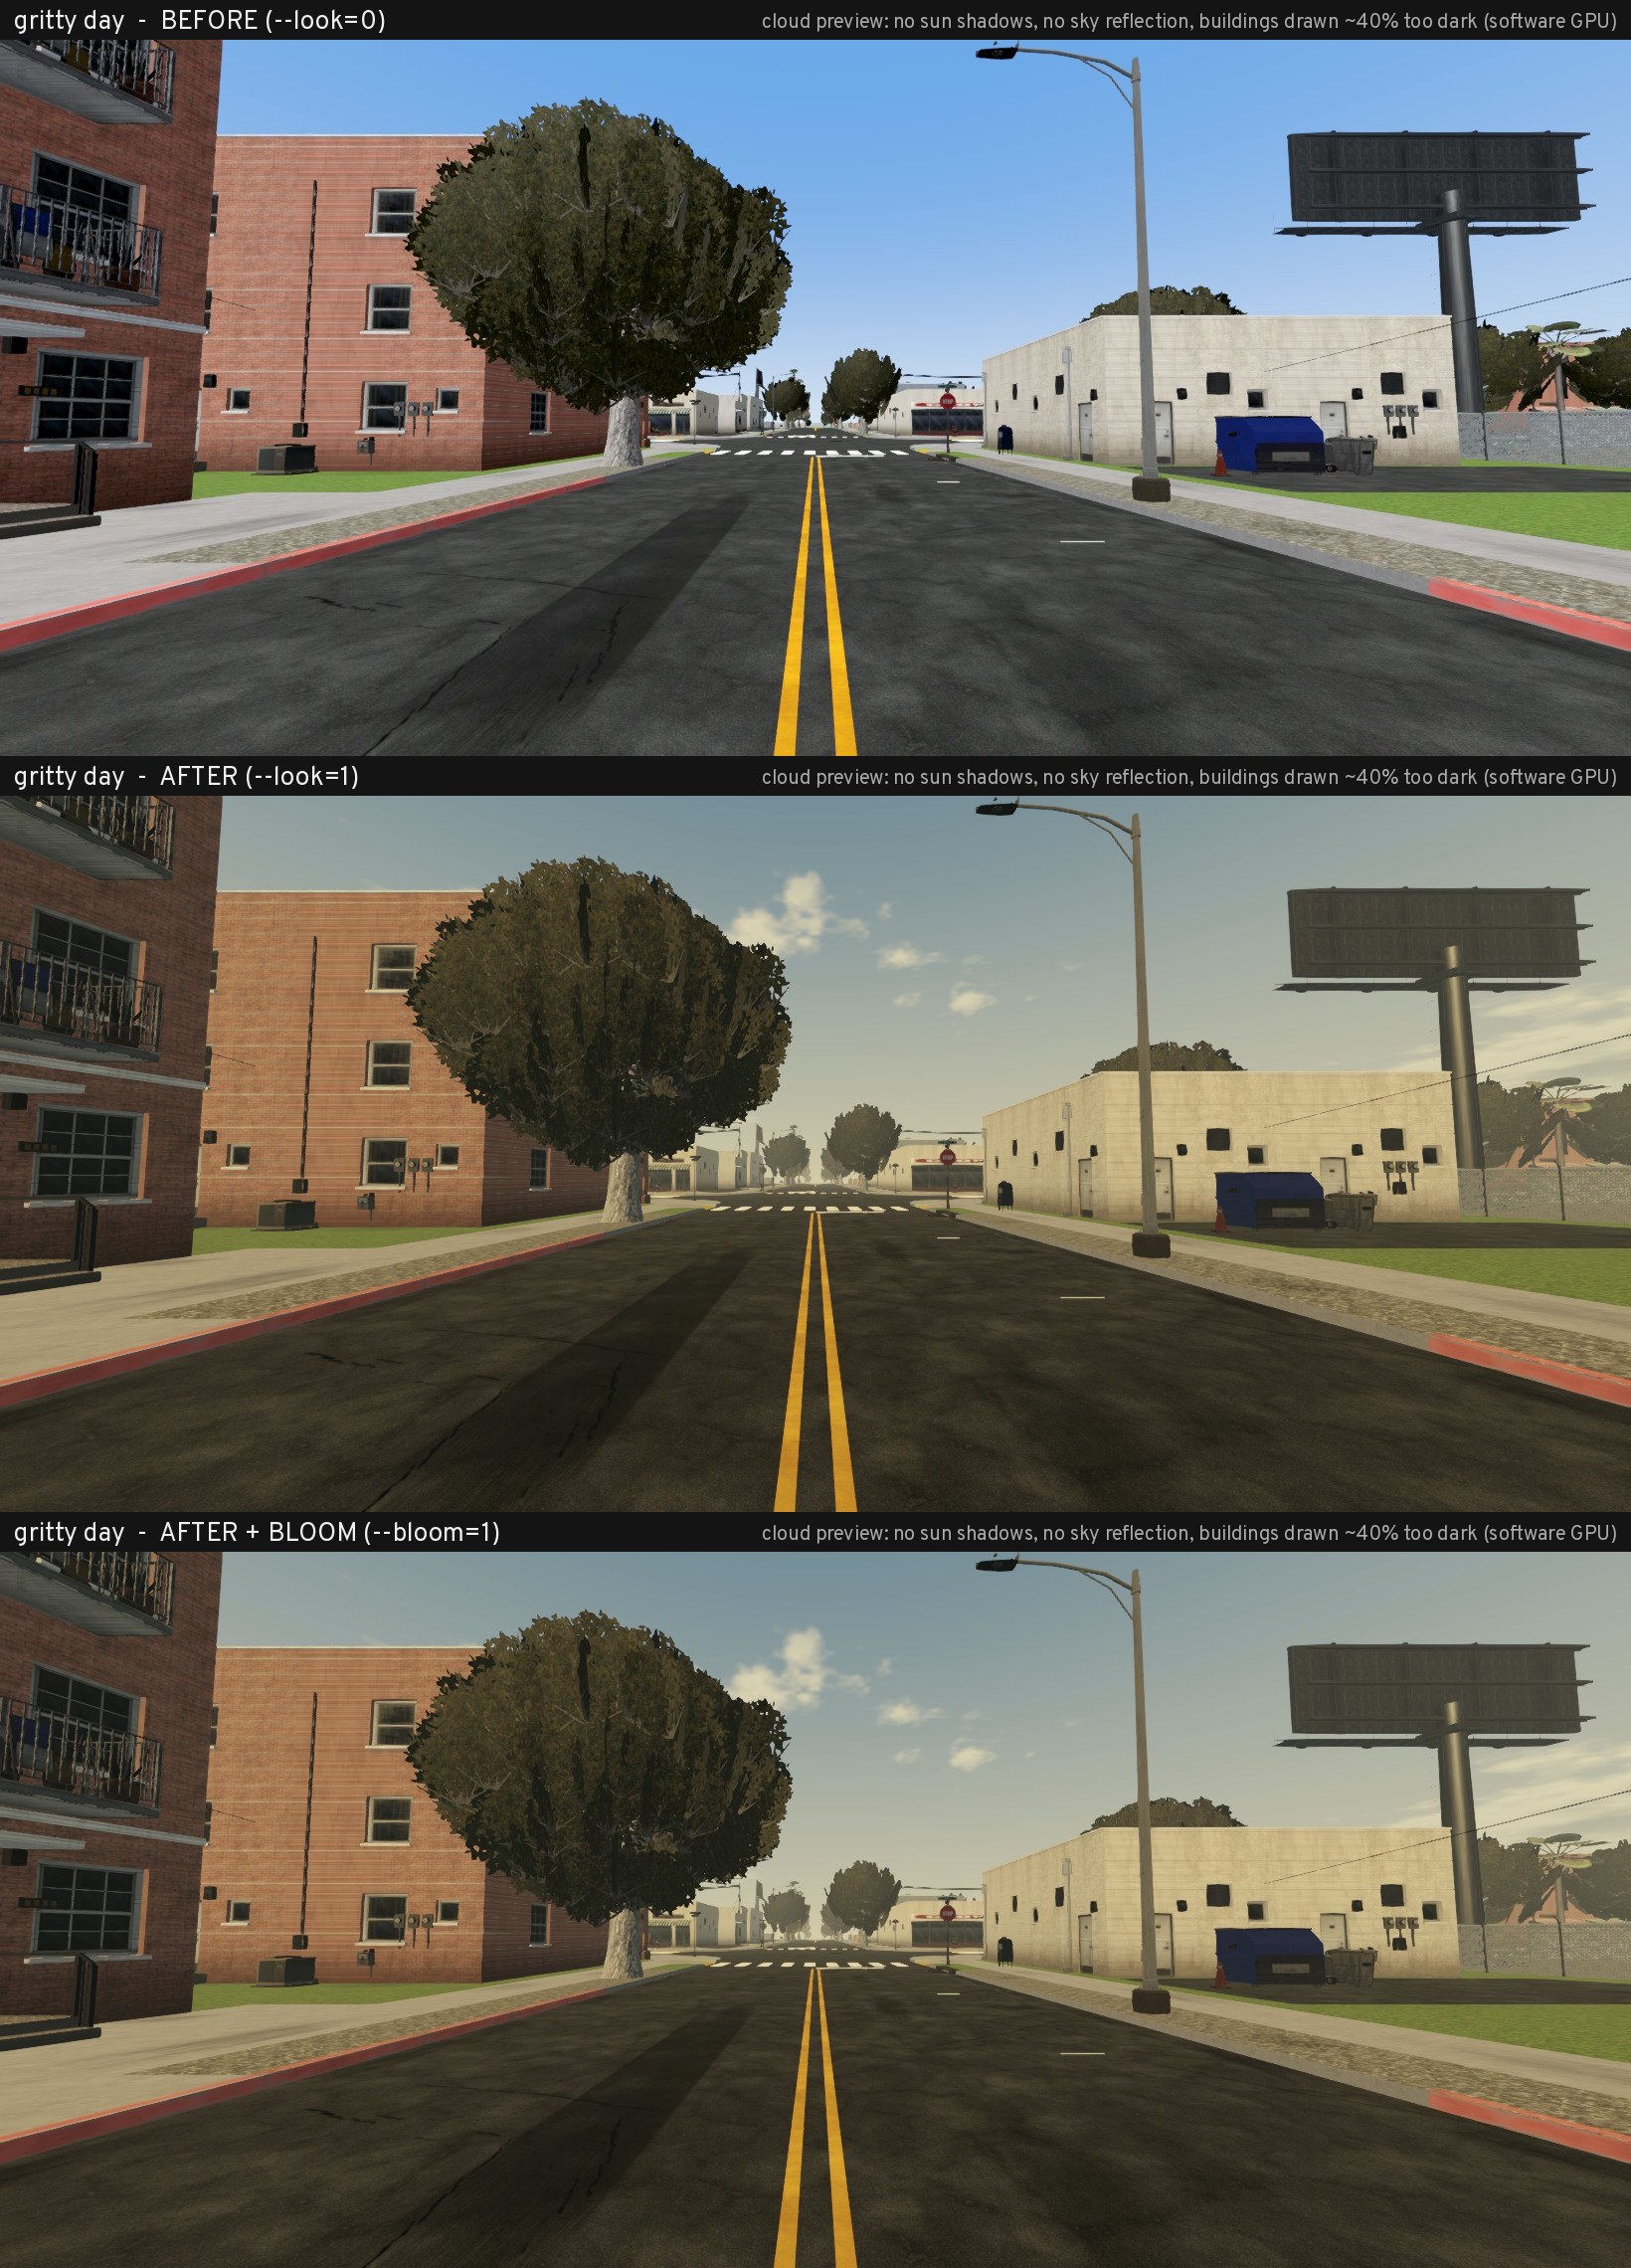 gritty day - BEFORE (--look=0)
cloud preview: no sun shadows, no sky reflection, buildings drawn ~40% too dark (software GPU)
STOP
gritty day - AFTER (--look=1)
cloud preview: no sun shadows, no sky reflection, buildings drawn ~40% too dark (software GPU)
STOP
gritty day - AFTER + BLOOM (--bloom=1)
cloud preview: no sun shadows, no sky reflection, buildings drawn ~40% too dark (software GPU)
STOP